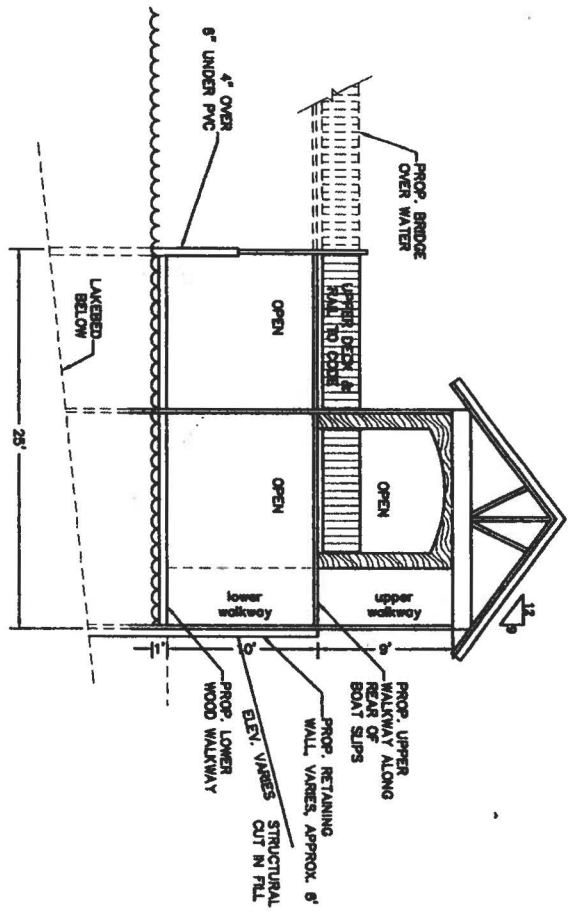 PROP. BRIDGE
OVER WATER
4" OVER
6" UNDER PVC
UPPER DECK &
RAIL TO CODE
OPEN
OPEN
OPEN
LAKEBED
BELOW
25'
12
9
upper
walkway
lower
walkway
9'
10'
1'
PROP. UPPER
WALKWAY ALONG
REAR OF
BOAT SLIPS
PROP. RETAINING
WALL, VARIES, APPROX. 6'
ELEV. VARIES
STRUCTURAL
CUT IN FILL
PROP. LOWER
WOOD WALKWAY